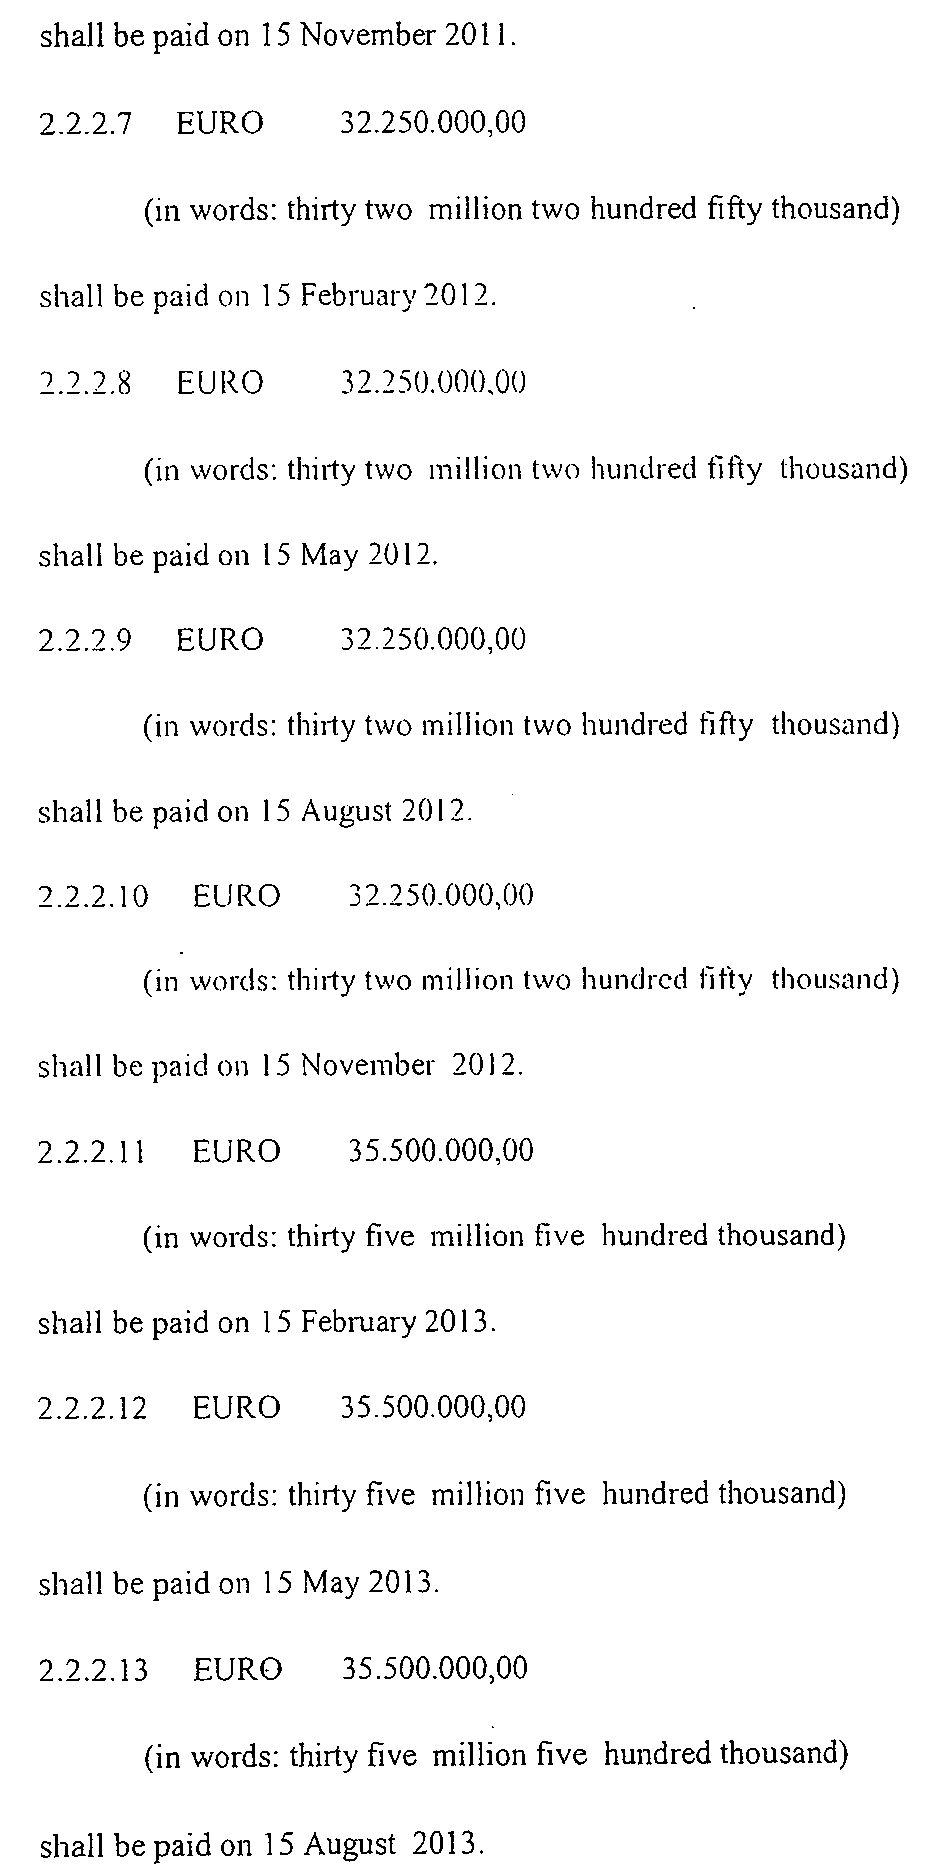 shall be paid on 15 November 2011.
2.2.2.7 EURO 32.250.000,00
(in words: thirty two million two hundred fifty thousand)
shall be paid on 15 February 2012.
2.2.2.8 EURO 32.250.000,00
(in words: thirty two million two hundred fifty thousand)
shall be paid on 15 May 2012.
2.2.2.9 EURO 32.250.000,00
(in words: thirty two million two hundred fifty thousand)
shall be paid on 15 August 2012.
2.2.2.10 EURO 32.250.000,00
(in words: thirty two million two hundred fifty thousand)
shall be paid on 15 November 2012.
2.2.2.11 EURO 35.500.000,00
(in words: thirty five million five hundred thousand)
shall be paid on 15 February 2013.
2.2.2.12 EURO 35.500.000,00
(in words: thirty five million five hundred thousand)
shall be paid on 15 May 2013.
2.2.2.13 EURO 35.500.000,00
(in words: thirty five million five hundred thousand)
shall be paid on 15 August 2013.